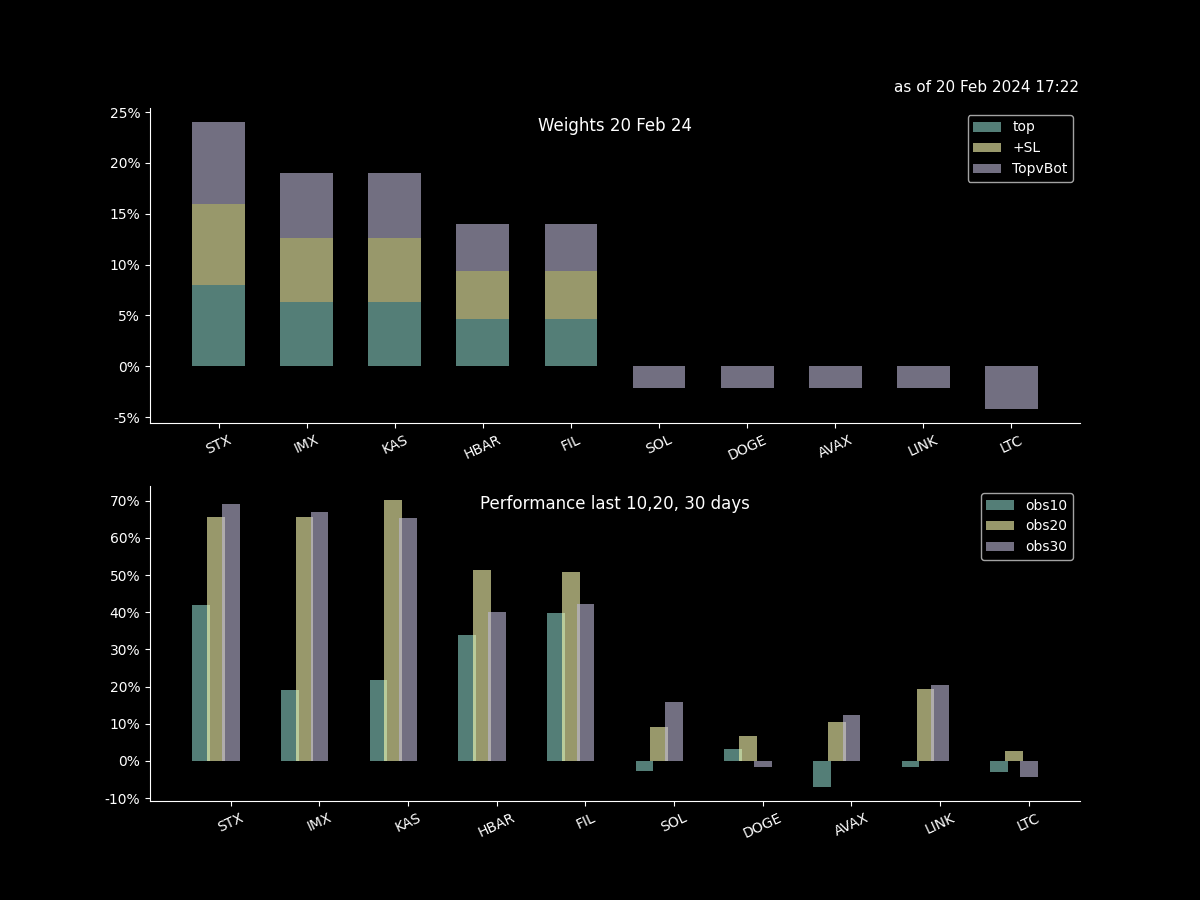 as of 20 Feb 2024 17:22
Weights 20 Feb 24
top
+SL
TopvBot
25%
20%
15%
10%
5%
0%
-5%
STX IMX KAS HBAR FIL SOL DOGE AVAX LINK LTC
Performance last 10,20, 30 days
obs10
obs20
obs30
70%
60%
50%
40%
30%
20%
10%
0%
-10%
STX IMX KAS HBAR FIL SOL DOGE AVAX LINK LTC